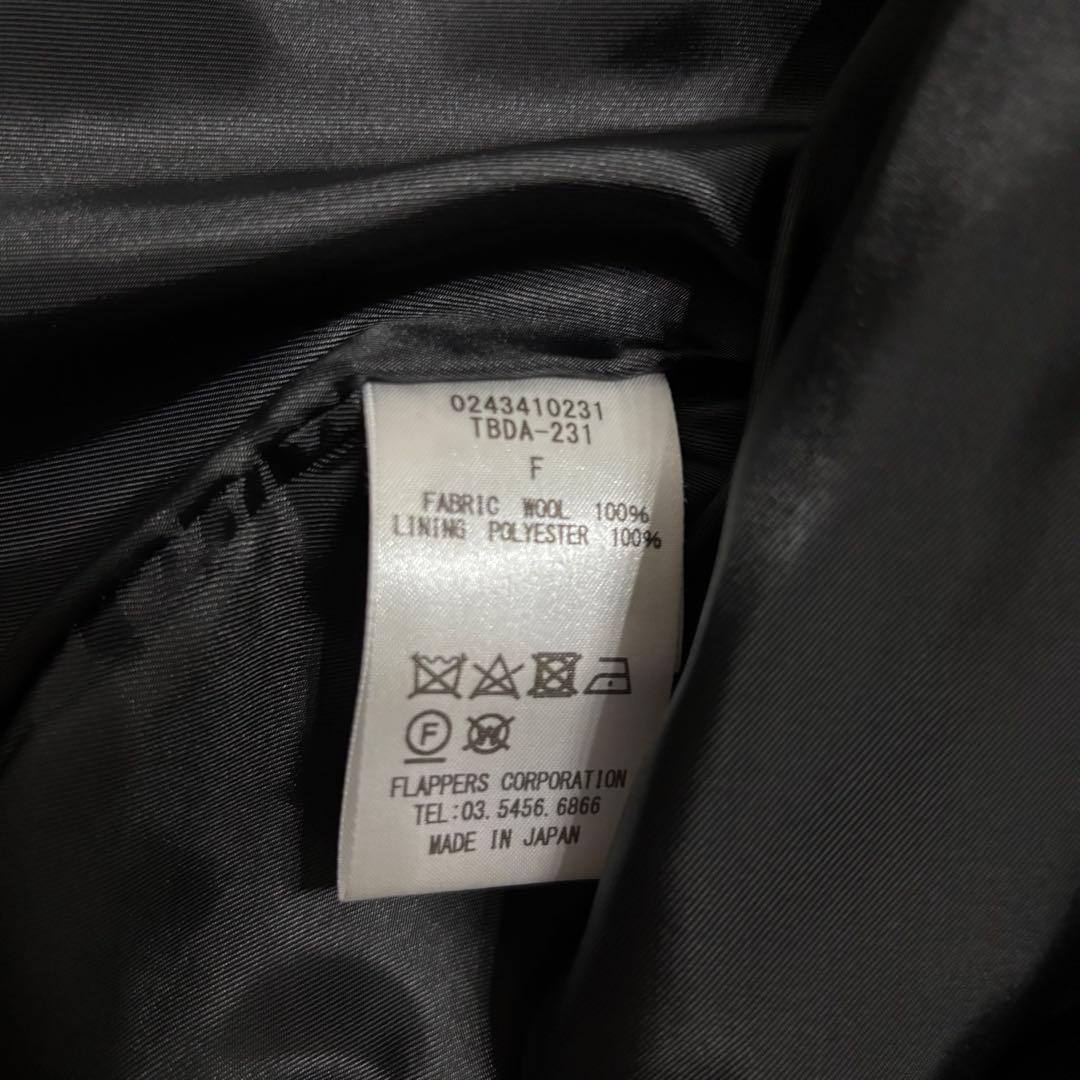 0243410231
TBDA-231
F
FABRIC WOOL 100%
LINING POLYESTER 100%
F W
FLAPPERS CORPORATION
TEL:03.5456.6866
MADE IN JAPAN